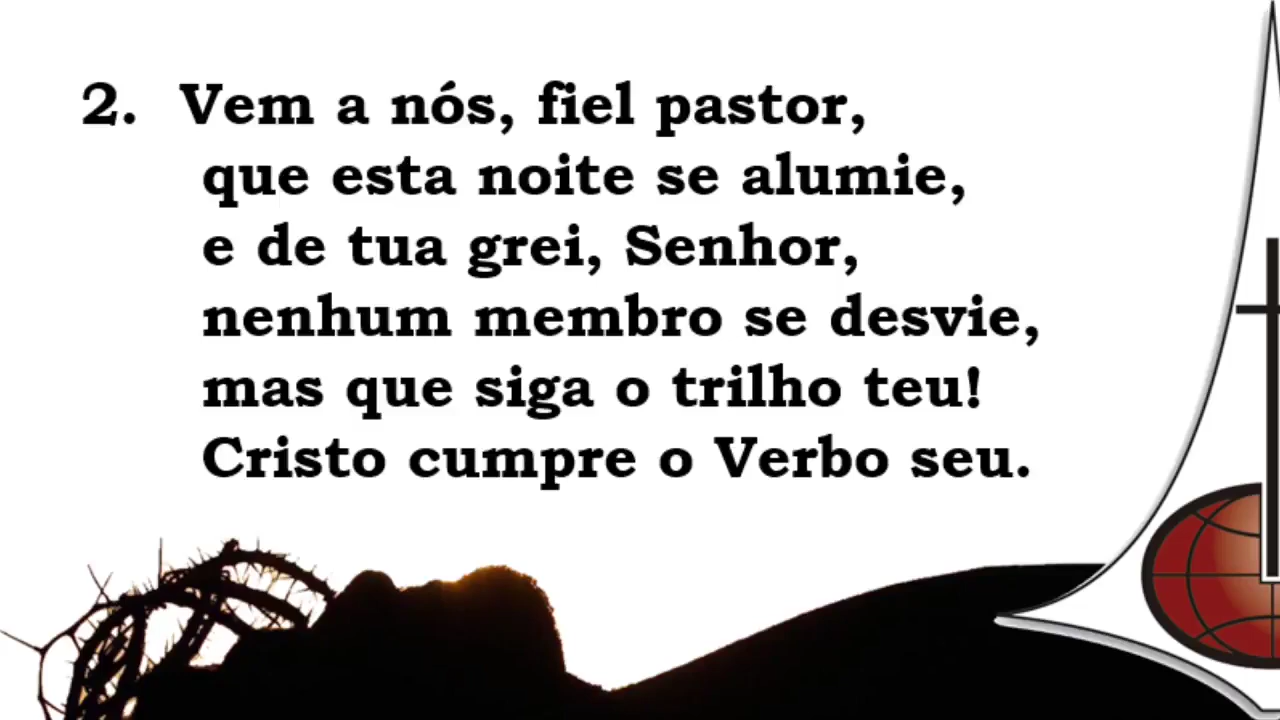 2. Vem a nós, fiel pastor,
que esta noite se alumie,
e de tua grei, Senhor,
nenhum membro se desvie,
mas que siga o trilho teu!
Cristo cumpre o Verbo seu.